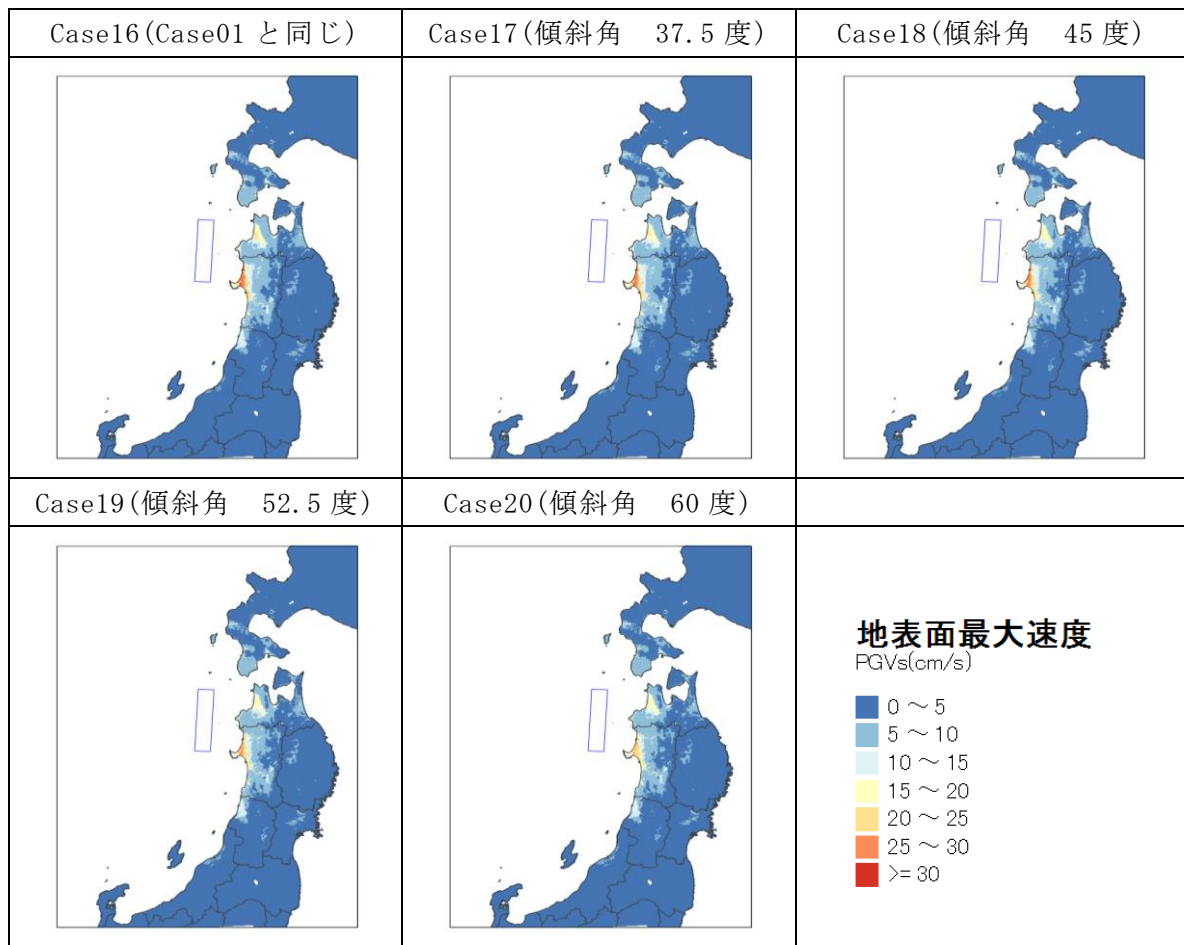 Case16(Case01 と同じ)
Case17(傾斜角　37.5 度)
Case18(傾斜角　45 度)
Case19(傾斜角　52.5 度)
Case20(傾斜角　60 度)
地表面最大速度
PGVs(cm/s)
0 ～ 5
5 ～ 10
10 ～ 15
15 ～ 20
20 ～ 25
25 ～ 30
>= 30